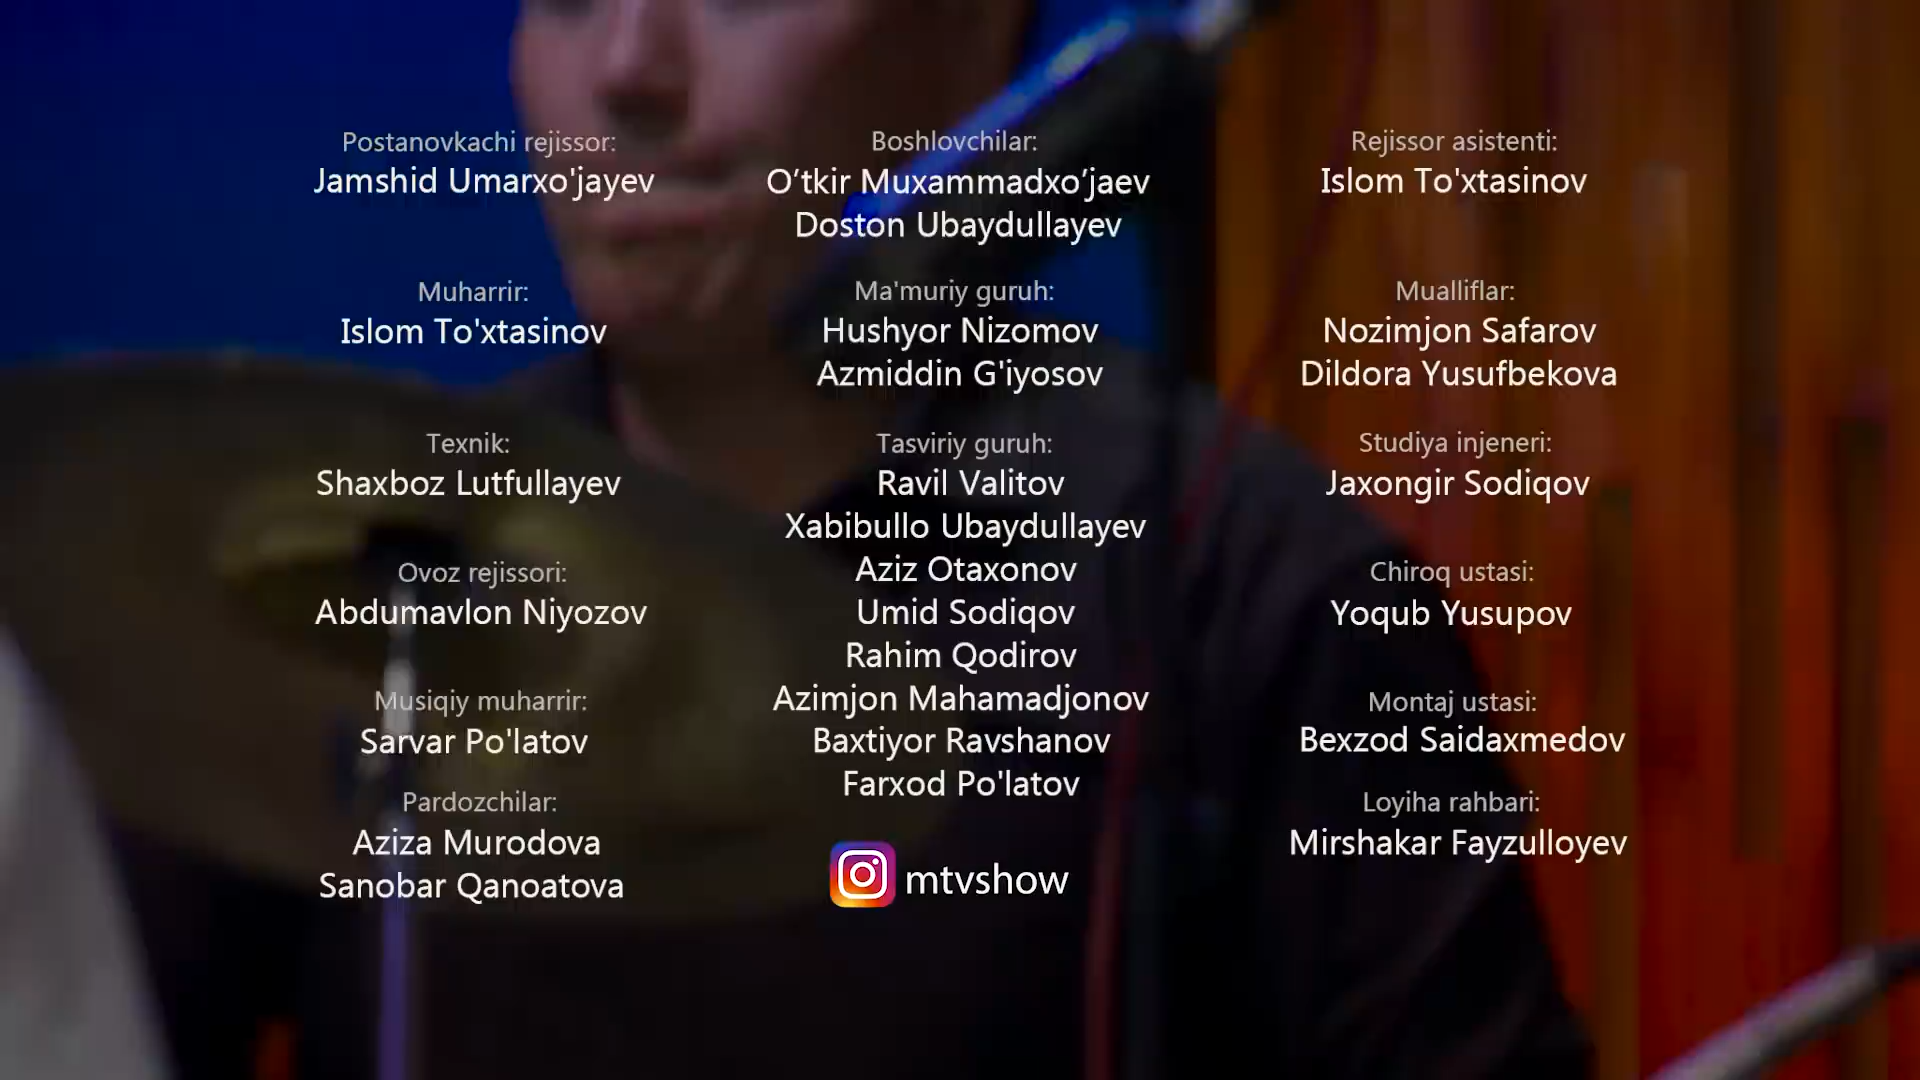 Postanovkachi rejissor:
Jamshid Umarxo'jayev
Boshlovchilar:
O’tkir Muxammadxo’jaev
Doston Ubaydullayev
Rejissor asistenti:
Islom To'xtasinov
Muharrir:
Islom To'xtasinov
Ma'muriy guruh:
Hushyor Nizomov
Azmiddin G'iyosov
Mualliflar:
Nozimjon Safarov
Dildora Yusufbekova
Texnik:
Shaxboz Lutfullayev
Tasviriy guruh:
Ravil Valitov
Xabibullo Ubaydullayev
Aziz Otaxonov
Umid Sodiqov
Rahim Qodirov
Azimjon Mahamadjonov
Baxtiyor Ravshanov
Farxod Po'latov
Studiya injeneri:
Jaxongir Sodiqov
Ovoz rejissori:
Abdumavlon Niyozov
Chiroq ustasi:
Yoqub Yusupov
Musiqiy muharrir:
Sarvar Po'latov
Montaj ustasi:
Bexzod Saidaxmedov
Pardozchilar:
Aziza Murodova
Sanobar Qanoatova
Loyiha rahbari:
Mirshakar Fayzulloyev
mtvshow